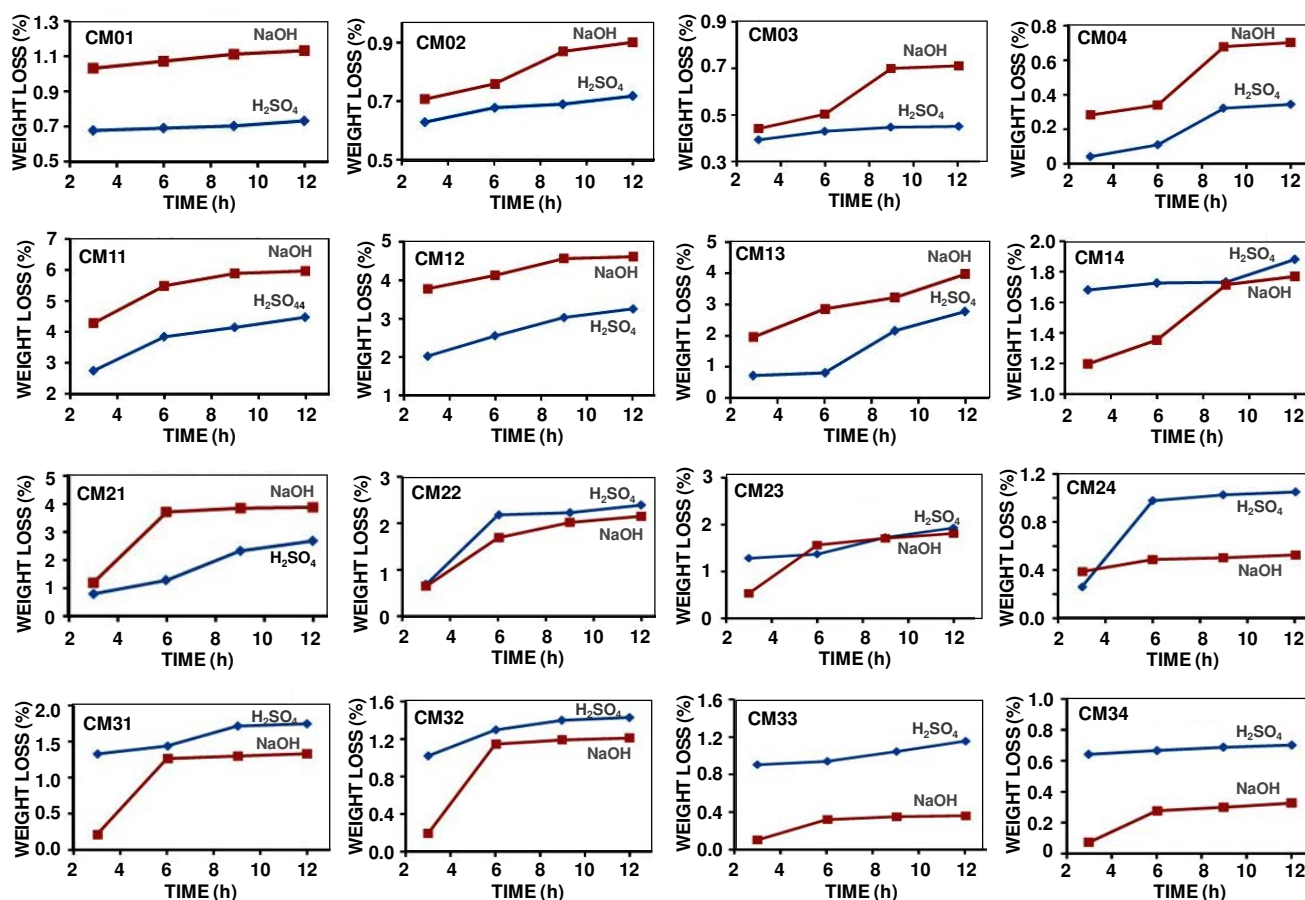 WEIGHT LOSS (%)
1.3
1.1
0.9
0.7
0.5
CM01
NaOH
H₂SO₄
2 4 6 8 10 12
TIME (h)
WEIGHT LOSS (%)
0.9
0.7
0.5
CM02
NaOH
H₂SO₄
2 4 6 8 10 12
TIME (h)
WEIGHT LOSS (%)
0.9
0.7
0.5
0.3
CM03
NaOH
H₂SO₄
2 4 6 8 10 12
TIME (h)
WEIGHT LOSS (%)
0.8
0.6
0.4
0.2
0
CM04
NaOH
H₂SO₄
2 4 6 8 10 12
TIME (h)
WEIGHT LOSS (%)
7
6
5
4
3
2
CM11
NaOH
H₂SO₄₄
2 4 6 8 10 12
TIME (h)
WEIGHT LOSS (%)
5
4
3
2
1
CM12
NaOH
H₂SO₄
2 4 6 8 10 12
TIME (h)
WEIGHT LOSS (%)
5
4
3
2
1
0
CM13
NaOH
H₂SO₄
2 4 6 8 10 12
TIME (h)
WEIGHT LOSS (%)
2.0
1.8
1.6
1.4
1.2
1.0
CM14
H₂SO₄
NaOH
2 4 6 8 10 12
TIME (h)
WEIGHT LOSS (%)
5
4
3
2
1
0
CM21
NaOH
H₂SO₄
2 4 6 8 10 12
TIME (h)
WEIGHT LOSS (%)
3
2
1
0
CM22
H₂SO₄
NaOH
2 4 6 8 10 12
TIME (h)
WEIGHT LOSS (%)
3
2
1
0
CM23
H₂SO₄
NaOH
2 4 6 8 10 12
TIME (h)
WEIGHT LOSS (%)
1.2
0.8
0.4
0.0
CM24
H₂SO₄
NaOH
2 4 6 8 10 12
TIME (h)
WEIGHT LOSS (%)
2.0
1.5
1.0
0.5
0.0
CM31
H₂SO₄
NaOH
2 4 6 8 10 12
TIME (h)
WEIGHT LOSS (%)
1.6
1.2
0.8
0.4
0.0
CM32
H₂SO₄
NaOH
2 4 6 8 10 12
TIME (h)
WEIGHT LOSS (%)
1.6
1.2
0.8
0.4
0.0
CM33
H₂SO₄
NaOH
2 4 6 8 10 12
TIME (h)
WEIGHT LOSS (%)
1.0
0.8
0.6
0.4
0.2
0
CM34
H₂SO₄
NaOH
2 4 6 8 10 12
TIME (h)